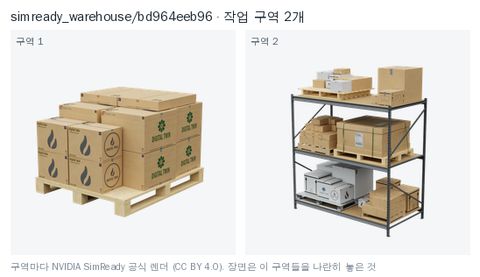 simready_warehouse/bd964eeb96 · 작업 구역 2개
구역 1
구역 2
DIGITAL TWIN
DIGITAL TWIN
DIGITAL TWIN
DIGITAL TWIN
구역마다 NVIDIA SimReady 공식 렌더 (CC BY 4.0). 장면은 이 구역들을 나란히 놓은 것